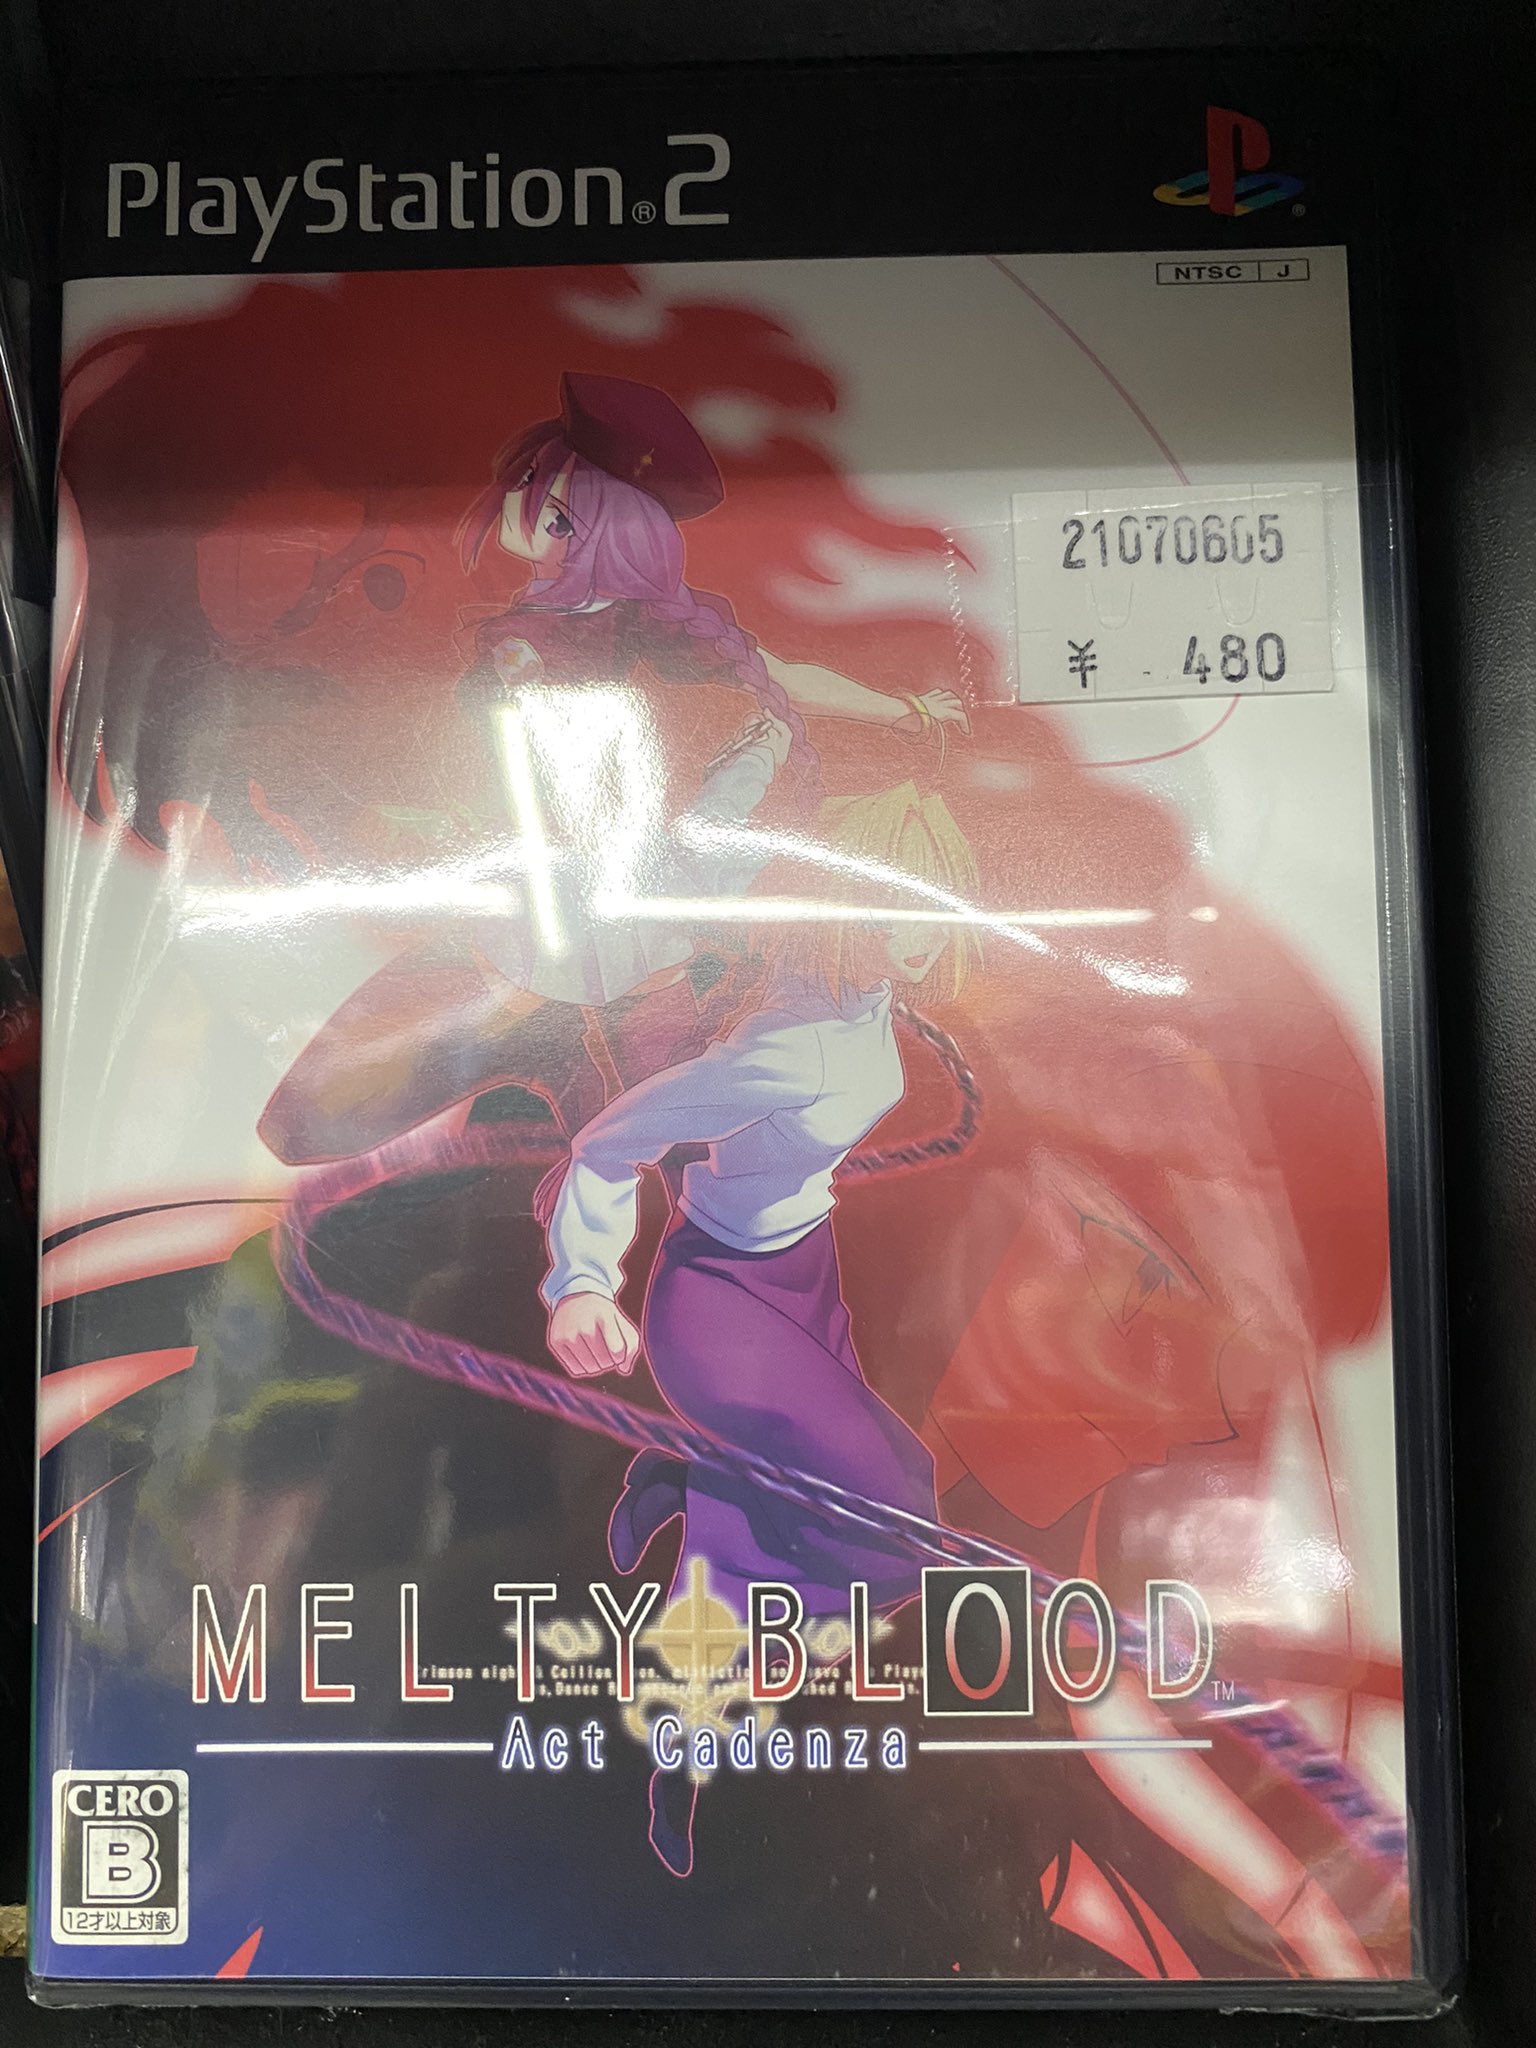 PlayStation®2
NTSC J
21070605
¥ 480
MELTY BLOOD™
Act Cadenza
CERO
B
12才以上対象